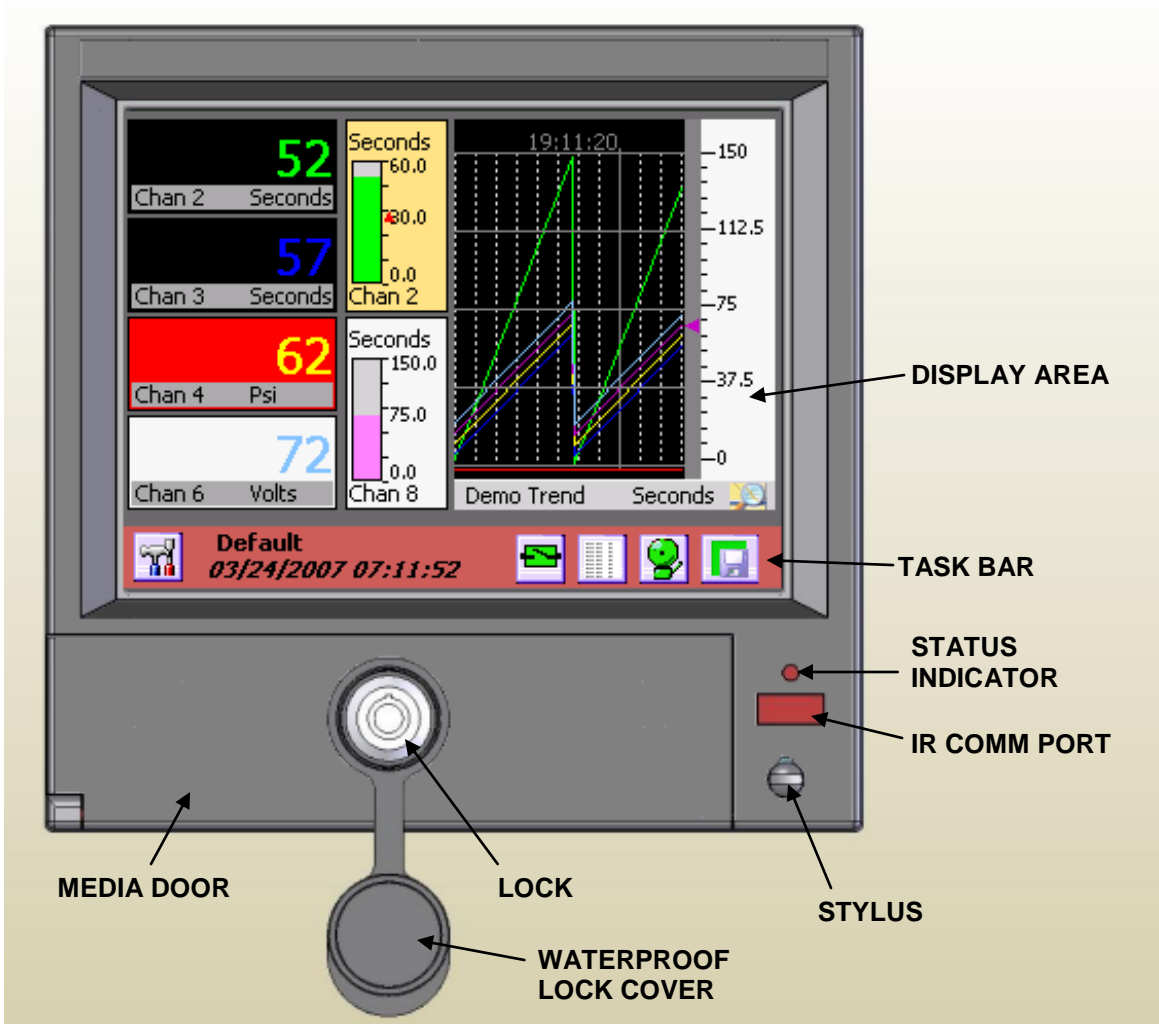 52
Chan 2 Seconds
57
Chan 3 Seconds
62
Chan 4 Psi
72
Chan 6 Volts
Seconds
60.0
30.0
0.0
Chan 2
Seconds
150.0
75.0
0.0
Chan 8
19:11:20
150
112.5
75
37.5
0
Demo Trend Seconds
Default
03/24/2007 07:11:52
DISPLAY AREA
TASK BAR
STATUS
INDICATOR
IR COMM PORT
STYLUS
MEDIA DOOR
LOCK
WATERPROOF
LOCK COVER